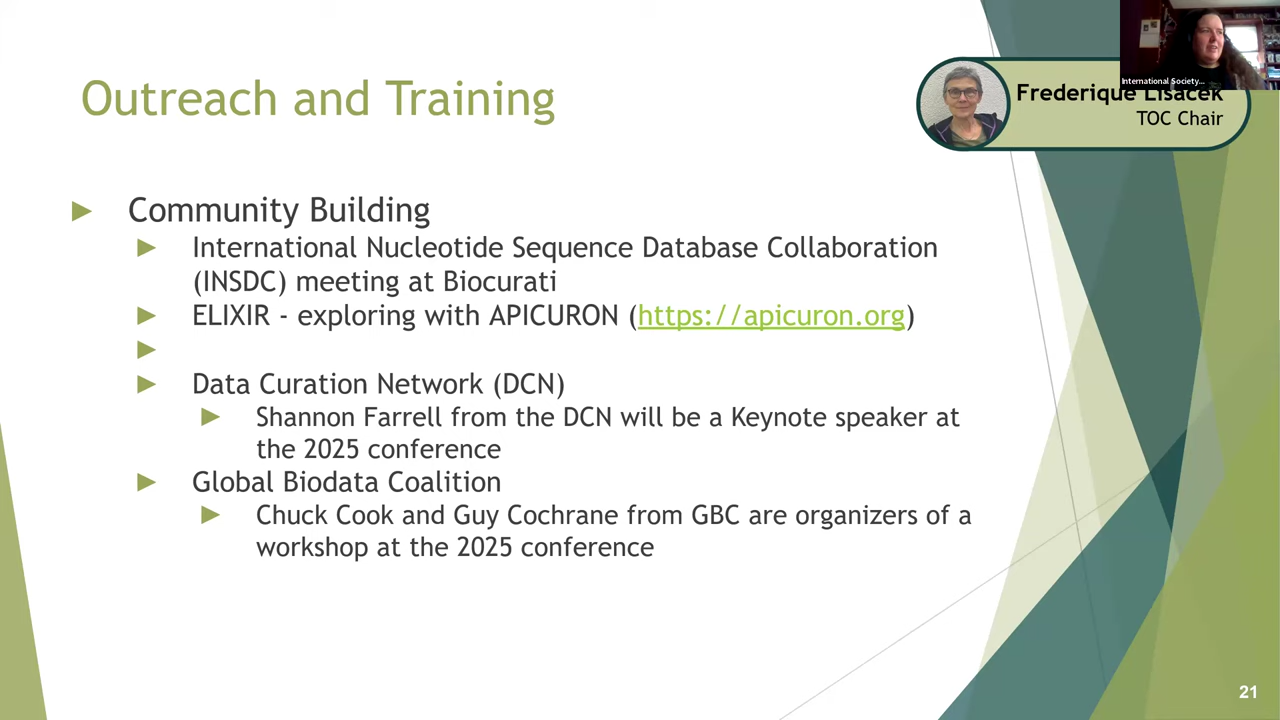 International Society...
Outreach and Training
Frederique Lisacek
TOC Chair
Community Building
International Nucleotide Sequence Database Collaboration
(INSDC) meeting at Biocurati
ELIXIR - exploring with APICURON (https://apicuron.org)
Data Curation Network (DCN)
Shannon Farrell from the DCN will be a Keynote speaker at
the 2025 conference
Global Biodata Coalition
Chuck Cook and Guy Cochrane from GBC are organizers of a
workshop at the 2025 conference
21